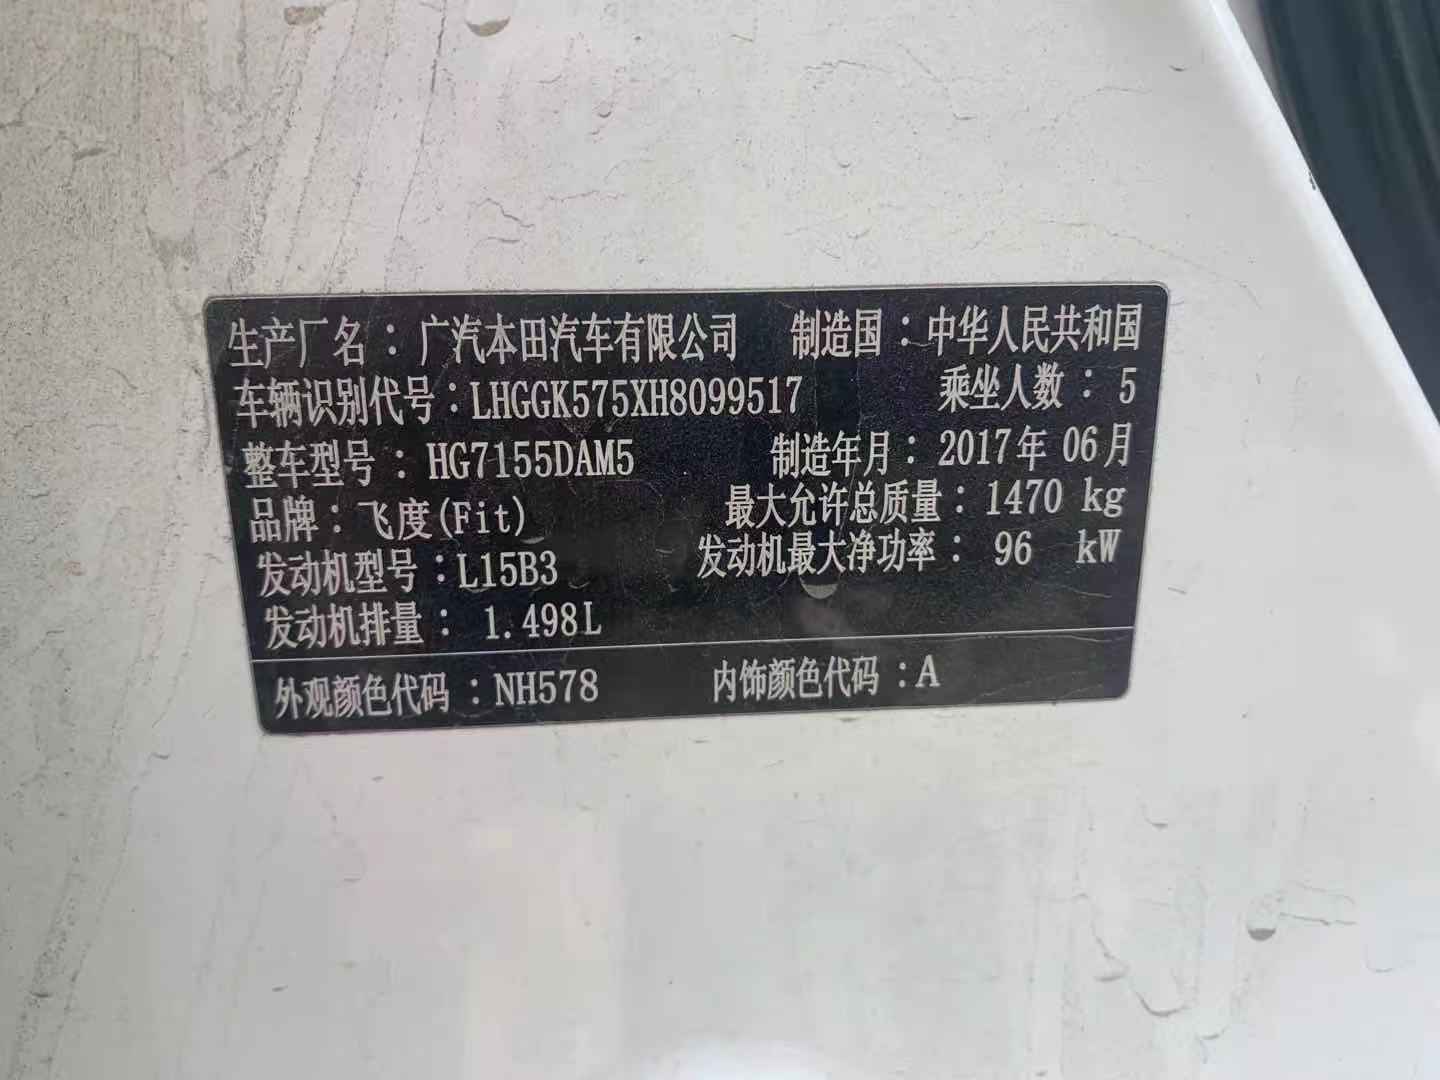 生产厂名：广汽本田汽车有限公司 制造国：中华人民共和国
车辆识别代号：LHGGK575XH8099517 乘坐人数：5
整车型号：HG7155DAM5 制造年月：2017年06月
品牌：飞度(Fit) 最大允许总质量：1470 kg
发动机型号：L15B3 发动机最大净功率：96 kW
发动机排量：1.498L
外观颜色代码：NH578 内饰颜色代码：A